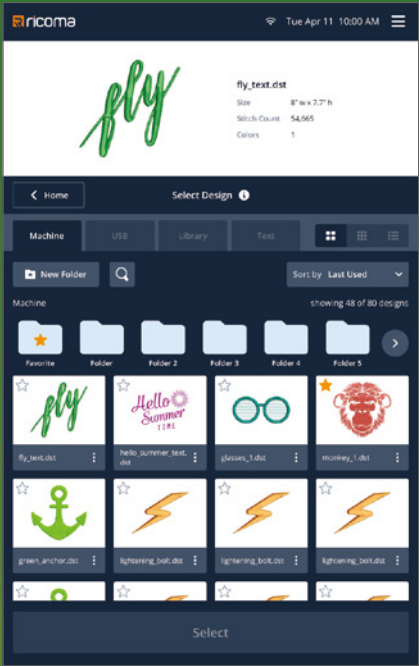 ricoma
Tue Apr 11 10:00 AM
fly
fly_text.dst
Size 8" w x 7.7" h
Stitch Count 54,665
Colors 1
Home
Select Design
Machine USB Library Text
New Folder
Sort by Last Used
Machine
showing 48 of 80 designs
Favorite Folder Folder 2 Folder 3 Folder 4 Folder 5
fly
Hello
Summer
TIME
fly_text.dst
hello_summer_text.
dst
glasses_1.dst
monkey_1.dst
green_anchor.dst lightening_bolt.dst lightening_bolt.dst lightening_bolt.dst
Select